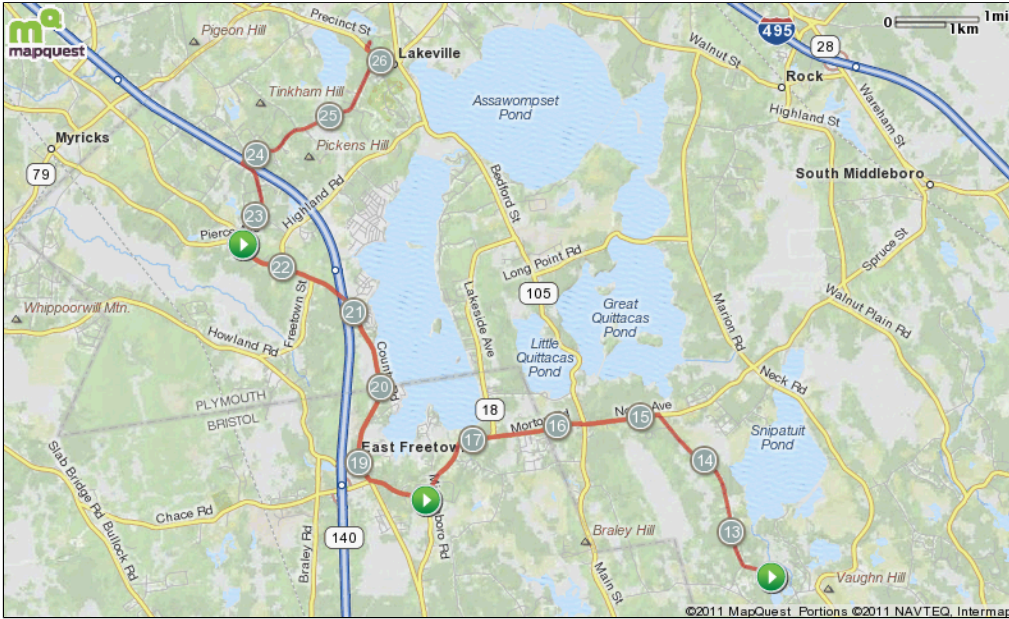 mapquest
Pigeon Hill
Precinct St
Lakeville
0
1mi
1km
495
28
Walnut St
Rock
Tinkham Hill
26
25
Assawompset
Pond
Highland St
Wareham St
Myricks
79
24
Pickens Hill
South Middleboro
Bedford St
Highland Rd
23
22
Long Point Rd
Spruce St
105
Whippoorwill Mtn.
Freetown St
21
Lakeside Ave
Great
Quittacas
Pond
Walnut Plain Rd
Marion Rd
Howland Rd
Little
Quittacas
Pond
20
Neck Rd
PLYMOUTH
BRISTOL
18
17
16
15
Snipatuit
Pond
East Freetow
19
14
Slab Bridge Rd
Bullock Rd
Chace Rd
Braley Rd
140
13
Braley Hill
Main St
Vaughn Hill
©2011 MapQuest Portions ©2011 NAVTEQ, Intermap